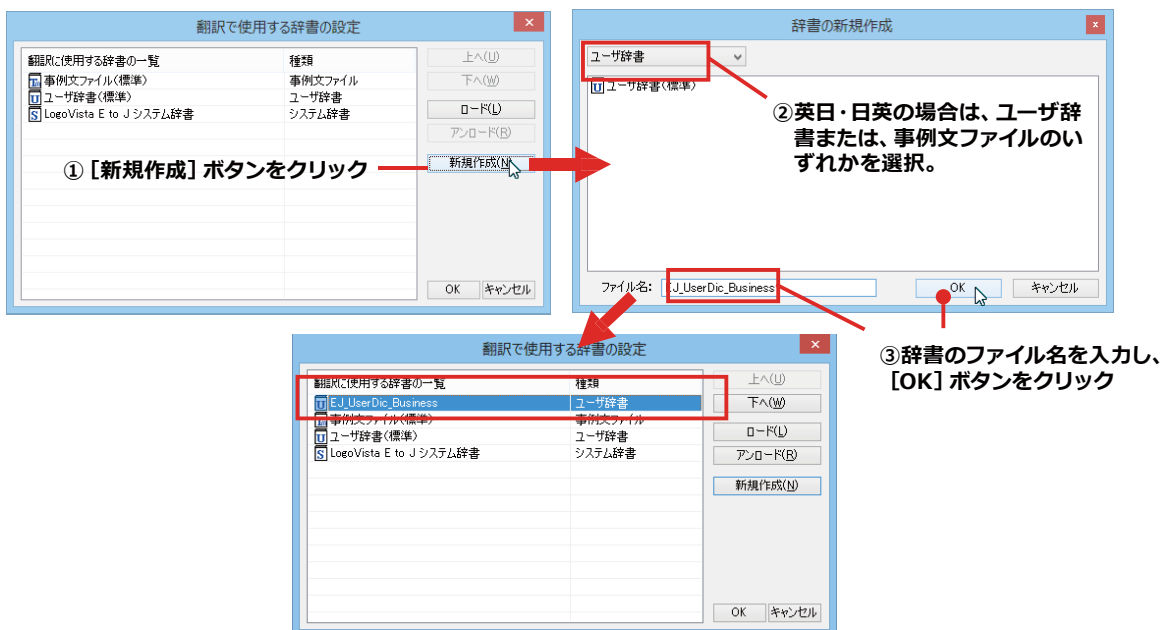 翻訳で使用する辞書の設定
翻訳に使用する辞書の一覧 種類
事例文ファイル(標準) 事例文ファイル
ユーザ辞書(標準) ユーザ辞書
LogoVista E to J システム辞書 システム辞書
上へ(U)
下へ(W)
ロード(L)
アンロード(R)
新規作成(N)
OK キャンセル
①[新規作成]ボタンをクリック
辞書の新規作成
ユーザ辞書
ユーザ辞書(標準)
②英日・日英の場合は、ユーザ辞
書または、事例文ファイルのい
ずれかを選択。
ファイル名: EJ_UserDic_Business
OK キャンセル
③辞書のファイル名を入力し、
[OK]ボタンをクリック
翻訳で使用する辞書の設定
翻訳に使用する辞書の一覧 種類
EJ_UserDic_Business ユーザ辞書
事例文ファイル(標準) 事例文ファイル
ユーザ辞書(標準) ユーザ辞書
LogoVista E to J システム辞書 システム辞書
上へ(U)
下へ(W)
ロード(L)
アンロード(R)
新規作成(N)
OK キャンセル